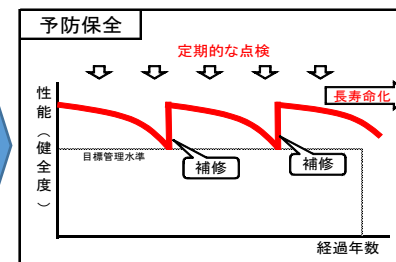 予防保全
定期的な点検
長寿命化
性能（健全度）
目標管理水準
補修
補修
経過年数